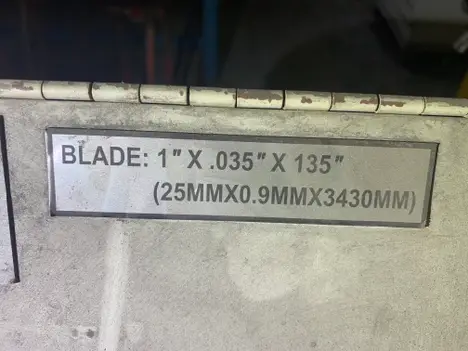 BLADE: 1″ X .035″ X 135″
(25MMX0.9MMX3430MM)